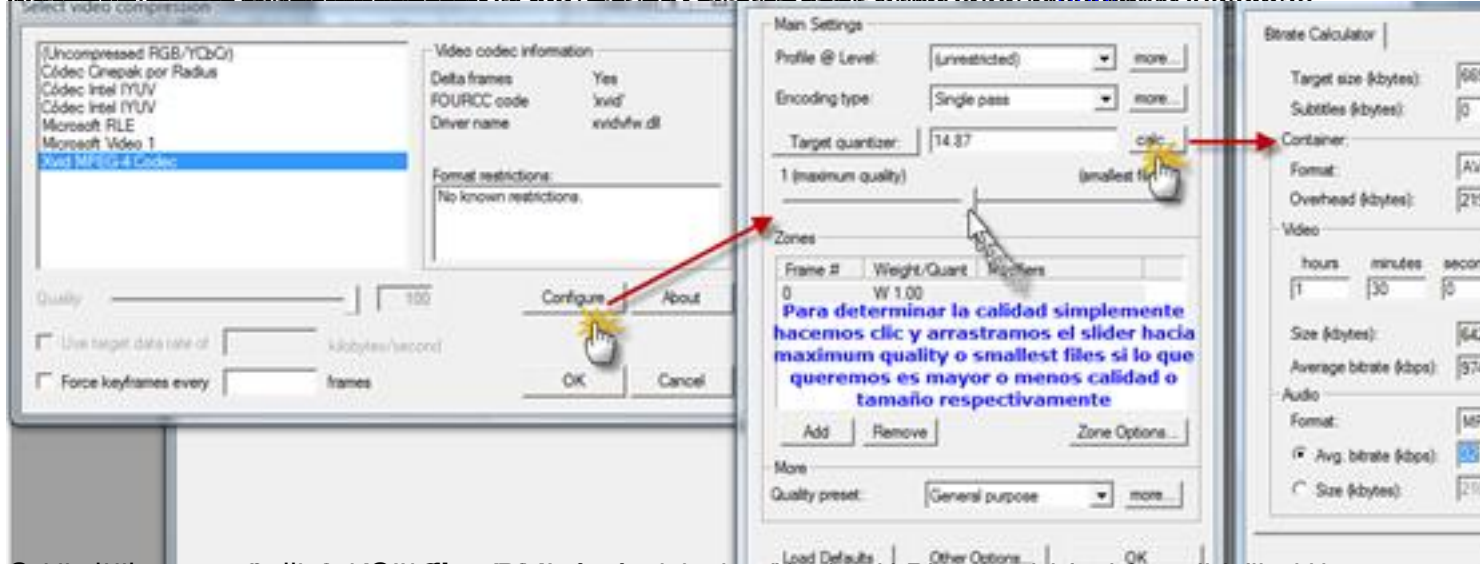 Select video compression
(Uncompressed RGB/YCbCr)
Códec Cinepak por Radius
Códec Intel IYUV
Códec Intel IYUV
Microsoft RLE
Microsoft Video 1
Xvid MPEG-4 Codec
Video codec information
Delta frames Yes
FOURCC code 'xvid'
Driver name xvidvfw.dll
Format restrictions:
No known restrictions.
Quality 100
Configure... About
Use target data rate of kilobytes/second
Force keyframes every frames
OK Cancel
Main Settings
Profile @ Level: (unrestricted) more...
Encoding type: Single pass more...
Target quantizer: 14.87 calc...
1 (maximum quality) (smallest
Zones
Frame # Weight/Quant Modifiers
0 W 1.00
Para determinar la calidad simplemente
hacemos clic y arrastramos el slider hacia
maximum quality o smallest files si lo que
queremos es mayor o menos calidad o
tamaño respectivamente
Add Remove Zone Options...
More
Quality preset: General purpose more...
Load Defaults Other Options... OK
Bitrate Calculator
Target size (kbytes):
Subtitles (kbytes): 0
Container
Format:
Overhead (kbytes):
Video
hours minutes
1 30 0
Size (kbytes):
Average bitrate (kbps):
Audio
Format:
Avg. bitrate (kbps):
Size (kbytes):